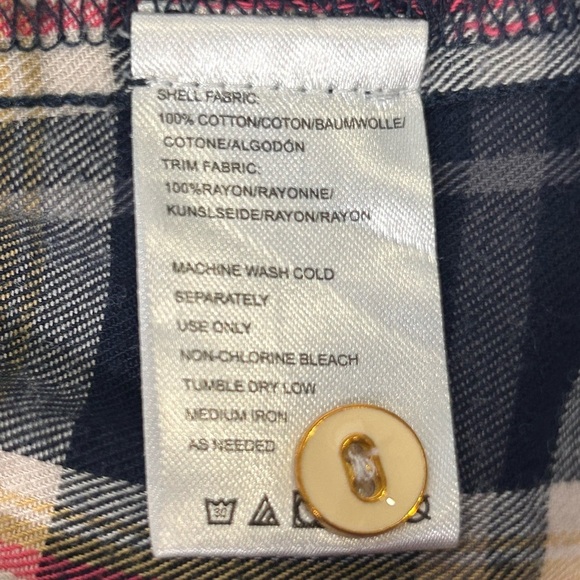 SHELL FABRIC:
100% COTTON/COTON/BAUMWOLLE/
COTONE/ALGODÓN
TRIM FABRIC:
100%RAYON/RAYONNE/
KUNSLSEIDE/RAYON/RAYON
MACHINE WASH COLD
SEPARATELY
USE ONLY
NON-CHLORINE BLEACH
TUMBLE DRY LOW
MEDIUM IRON
AS NEEDED
30